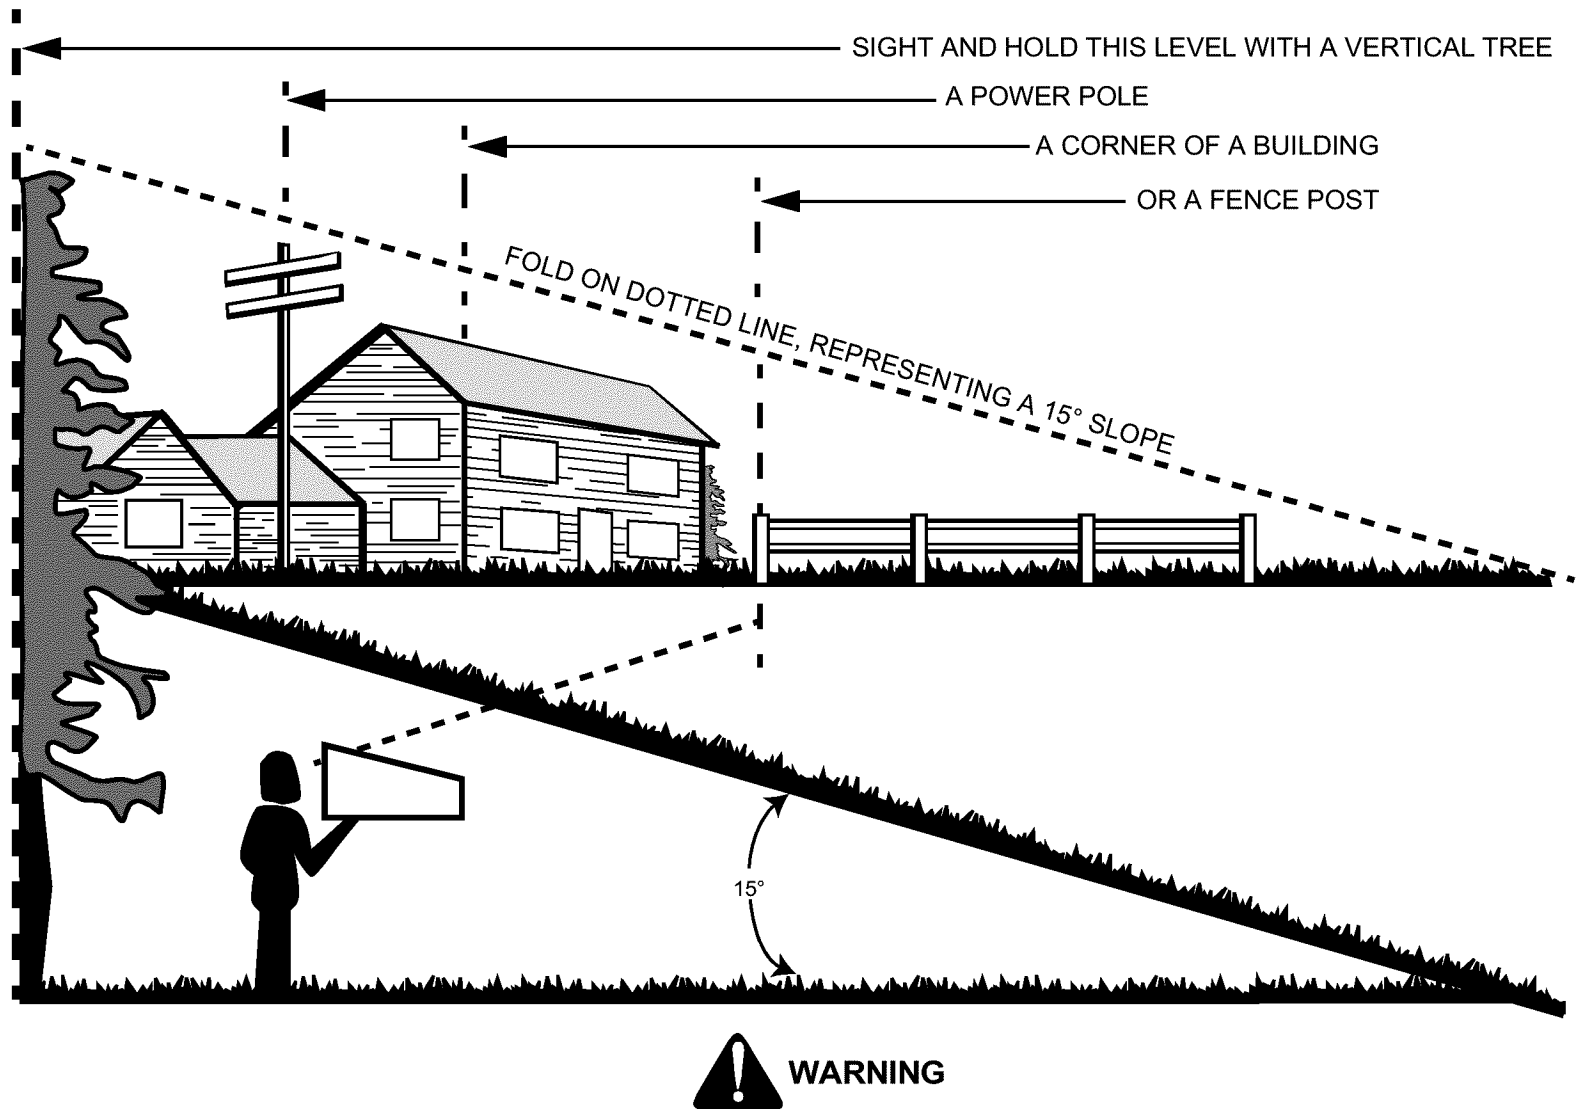 SIGHT AND HOLD THIS LEVEL WITH A VERTICAL TREE
A POWER POLE
A CORNER OF A BUILDING
OR A FENCE POST
FOLD ON DOTTED LINE, REPRESENTING A 15° SLOPE
15°
WARNING